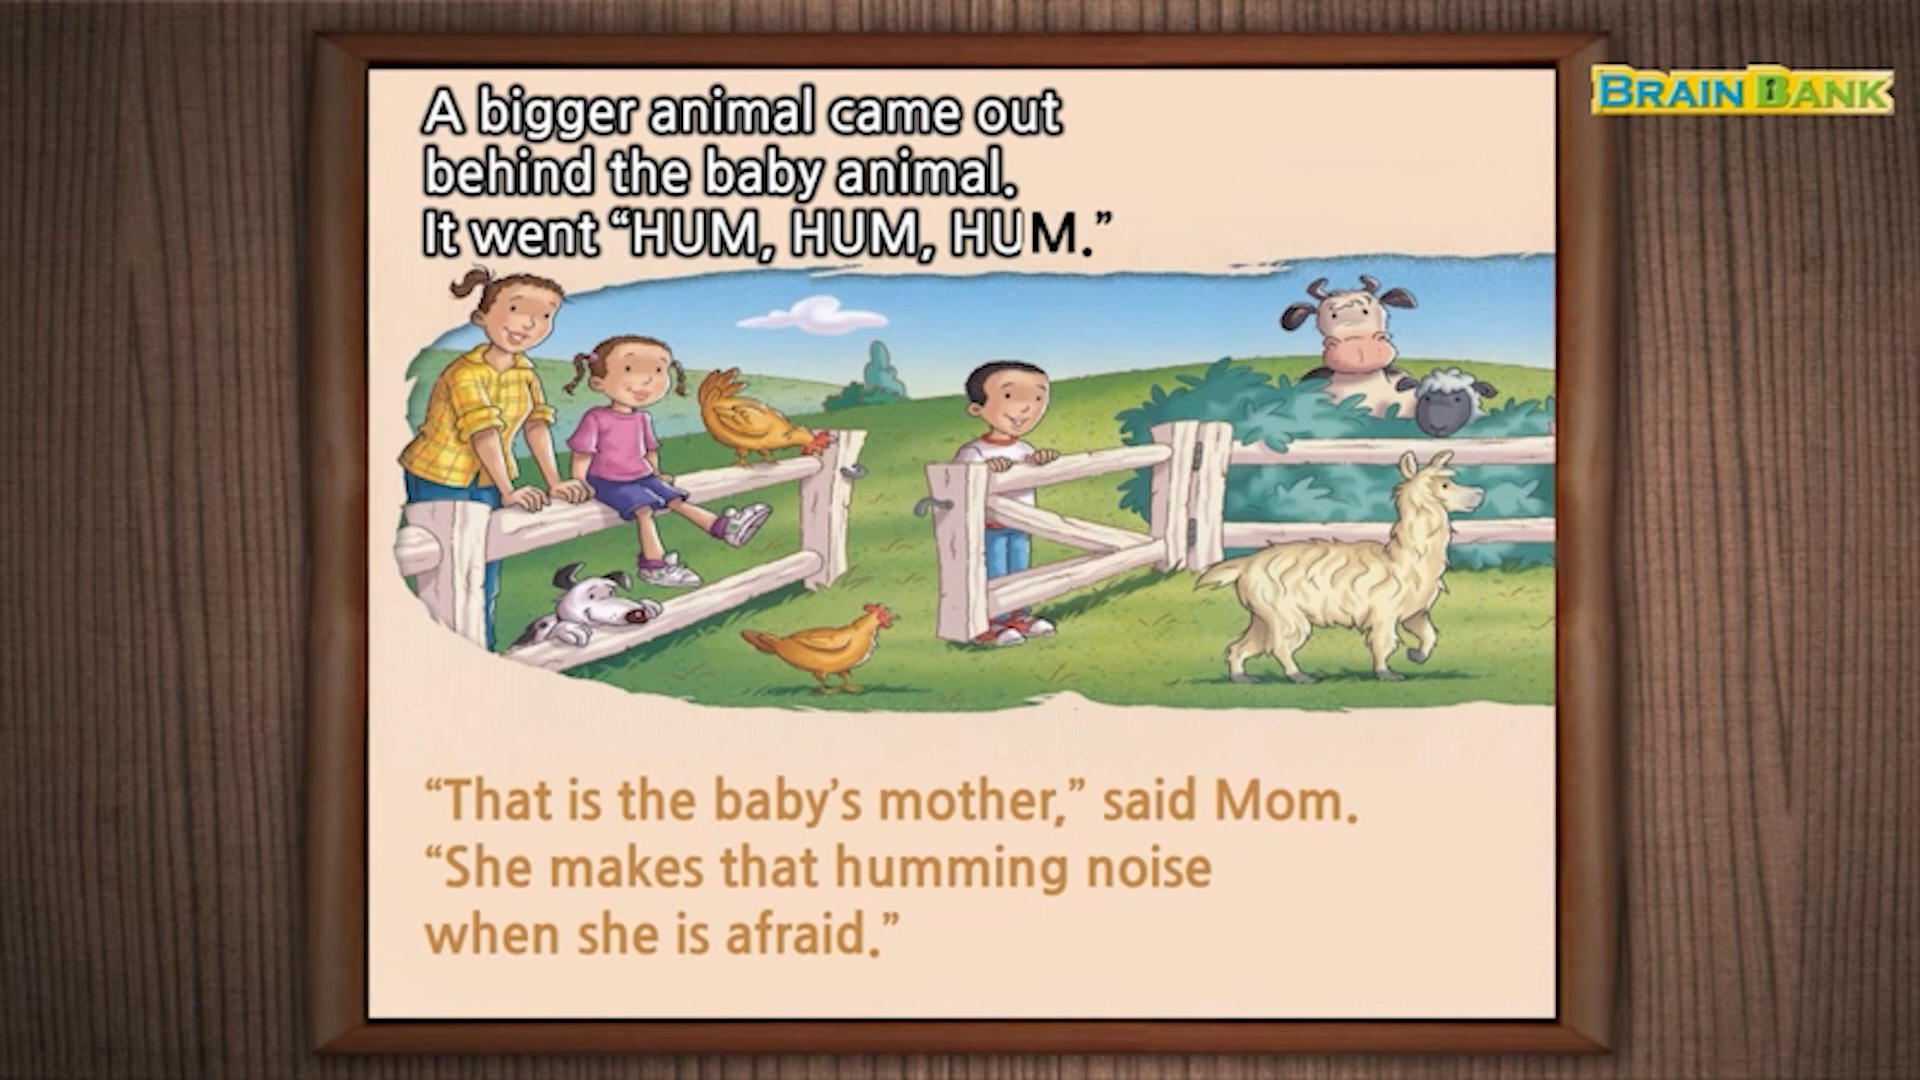 A bigger animal came out
behind the baby animal.
It went “HUM, HUM, HUM.”
BRAIN BANK
“That is the baby’s mother,” said Mom.
“She makes that humming noise
when she is afraid.”